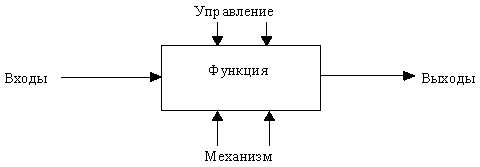 Управление
Функция
Входы
Выходы
Механизм